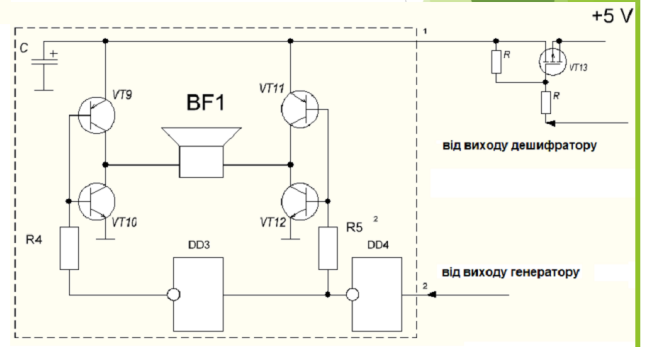 +5 V
1
C
+
R
VT13
VT9
VT11
BF1
R
від виходу дешифратору
VT10
VT12
R4
R5
2
DD3
DD4
від виходу генератору
2